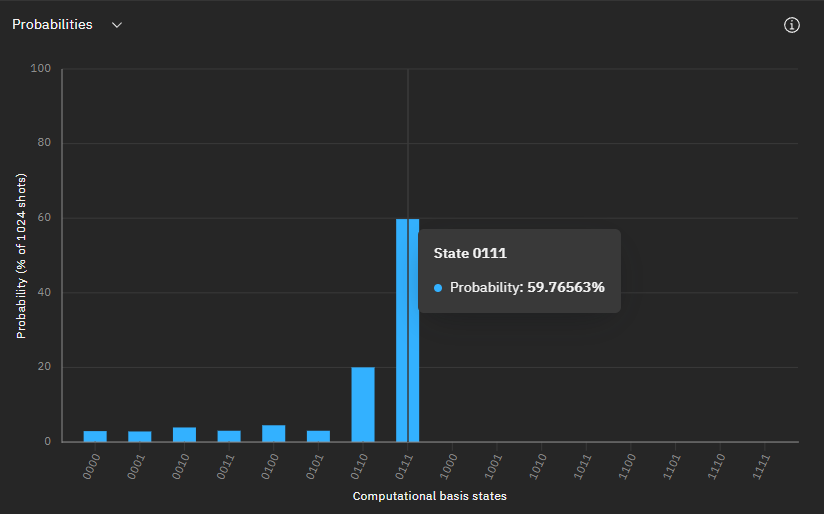 Probabilities
100
80
60
40
20
0
Probability (% of 1024 shots)
State 0111
Probability: 59.76563%
0000 0001 0010 0011 0100 0101 0110 0111 1000 1001 1010 1011 1100 1101 1110 1111
Computational basis states